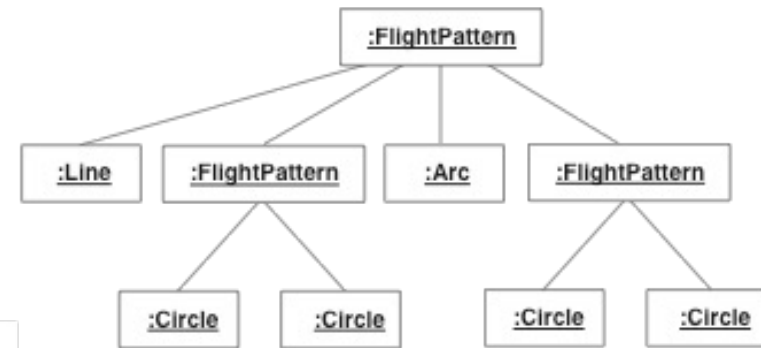 :FlightPattern
:Line
:FlightPattern
:Arc
:FlightPattern
:Circle
:Circle
:Circle
:Circle